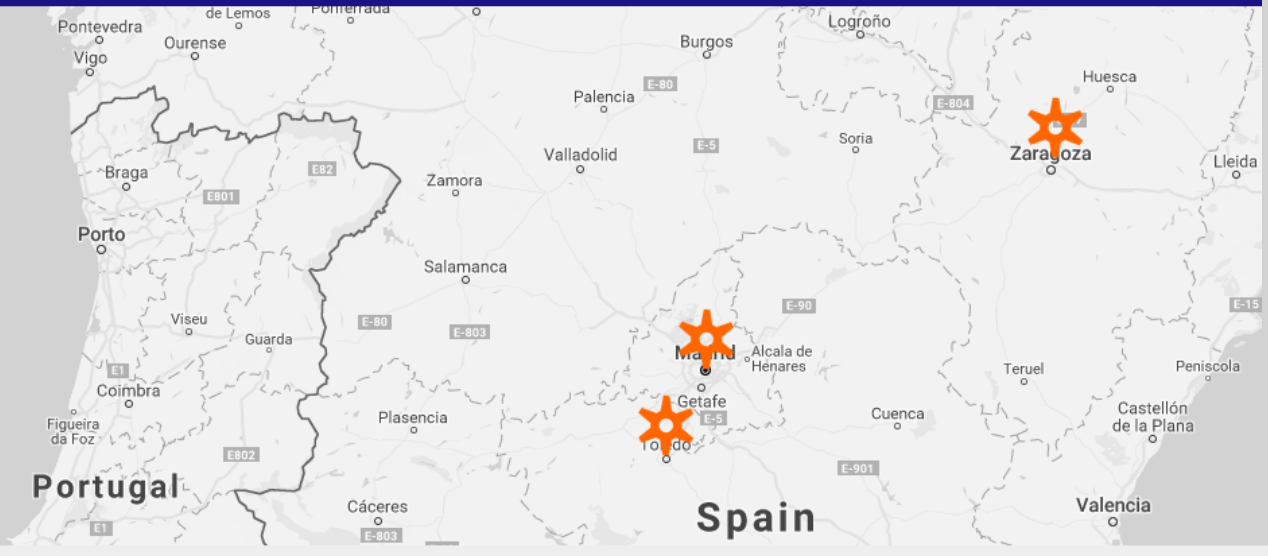 de Lemos
Ponferrada
Pontevedra
Logroño
Ourense
Burgos
Vigo
Huesca
E-80
Palencia
E-804
Soria
E-5
Zaragoza
Valladolid
Lleida
E82
Braga
Zamora
E801
Porto
Salamanca
E-90
E-15
Viseu
E-80
E-803
Guarda
Madrid
Alcala de
Henares
E1
Teruel
Peniscola
Coimbra
Getafe
Castellón
de la Plana
Plasencia
E-5
Cuenca
Figueira
da Foz
Toledo
E802
E-901
Portugal
Cáceres
Spain
Valencia
E1
E-803